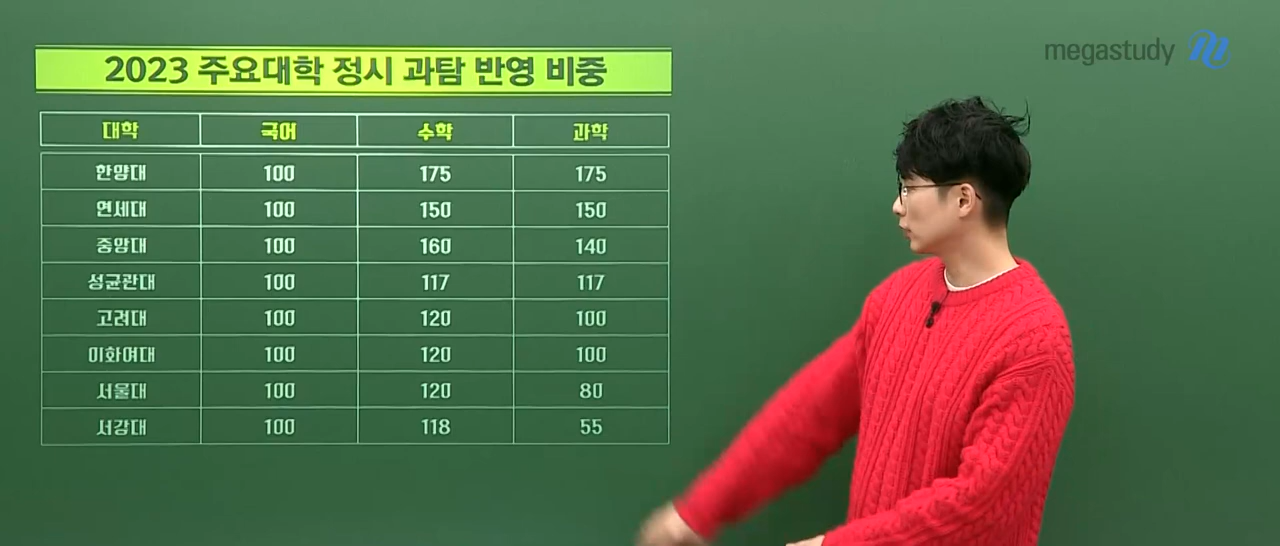 megastudy
2023 주요대학 정시 과탐 반영 비중
대학 국어 수학 과학
한양대 100 175 175
연세대 100 150 150
중앙대 100 160 140
성균관대 100 117 117
고려대 100 120 100
이화여대 100 120 100
서울대 100 120 80
서강대 100 118 55